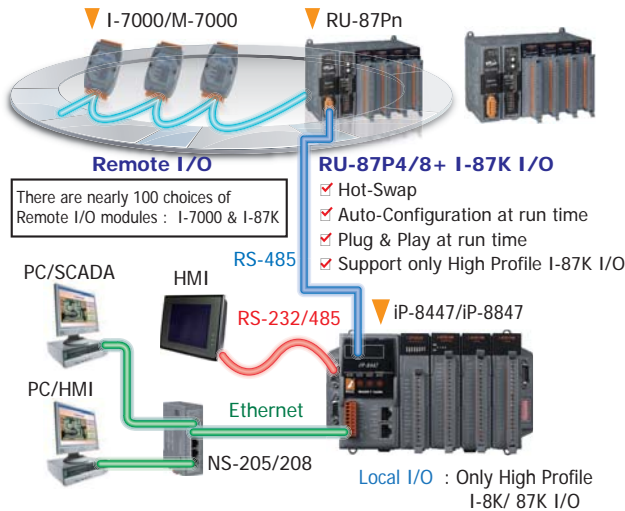 I-7000/M-7000
RU-87Pn
Remote I/O
There are nearly 100 choices of
Remote I/O modules : I-7000 & I-87K
RU-87P4/8+ I-87K I/O
Hot-Swap
Auto-Configuration at run time
Plug & Play at run time
Support only High Profile I-87K I/O
RS-485
PC/SCADA
HMI
RS-232/485
iP-8447/iP-8847
iP-8447
PC/HMI
Ethernet
NS-205/208
Local I/O : Only High Profile
I-8K/ 87K I/O